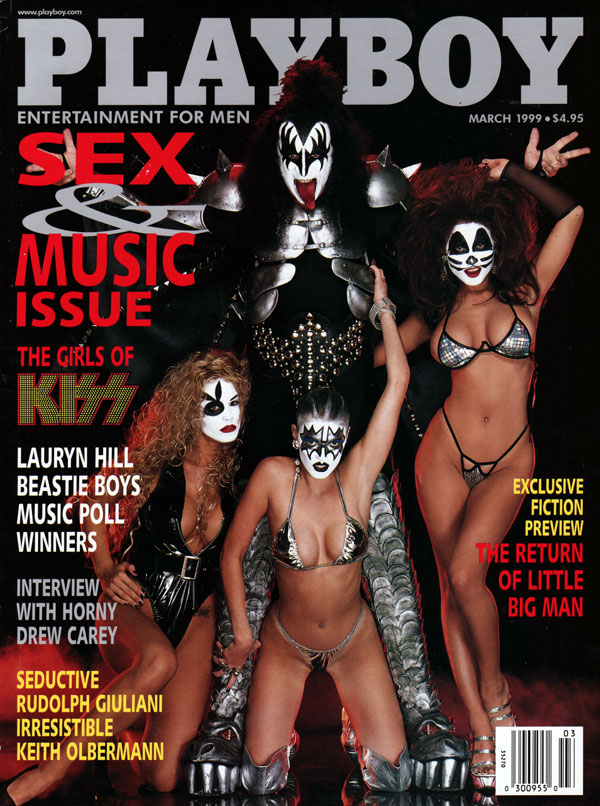 www.playboy.com
PLAYBOY
ENTERTAINMENT FOR MEN
MARCH 1999 • $4.95
SEX
&
MUSIC
ISSUE
THE GIRLS OF
KISS
LAURYN HILL
BEASTIE BOYS
MUSIC POLL
WINNERS
INTERVIEW
WITH HORNY
DREW CAREY
SEDUCTIVE
RUDOLPH GIULIANI
IRRESISTIBLE
KEITH OLBERMANN
EXCLUSIVE
FICTION
PREVIEW
THE RETURN
OF LITTLE
BIG MAN
03
33270
0 300955 0